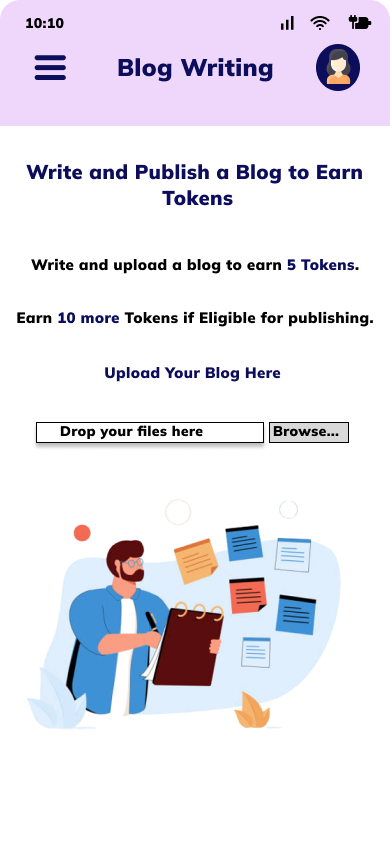 10:10
Blog Writing
Write and Publish a Blog to Earn
Tokens
Write and upload a blog to earn 5 Tokens.
Earn 10 more Tokens if Eligible for publishing.
Upload Your Blog Here
Drop your files here Browse...